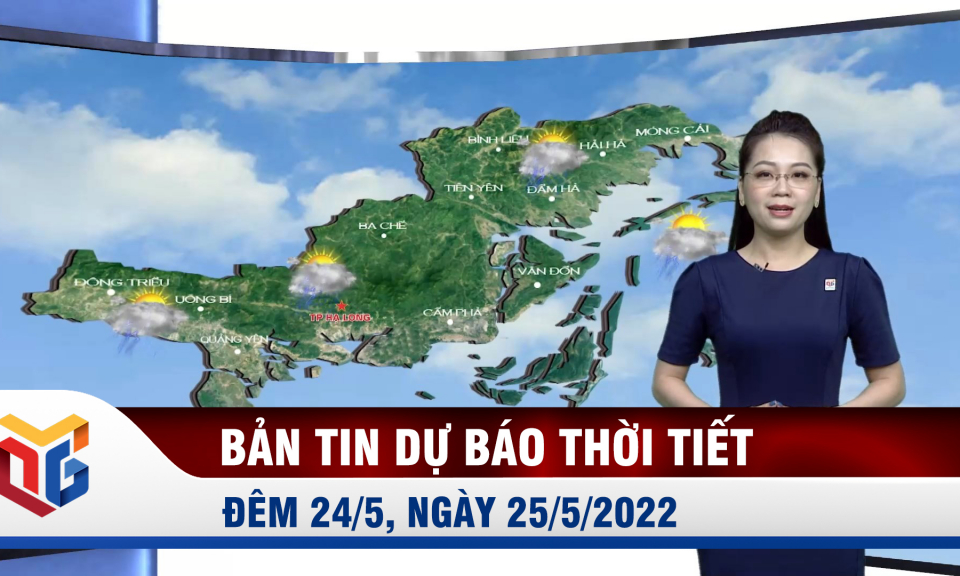 BÌNH LIÊU
HẢI HÀ
MÓNG CÁI
TIÊN YÊN
ĐẦM HÀ
BA CHẼ
VÂN ĐỒN
ĐÔNG TRIỀU
UÔNG BÍ
TP HẠ LONG
CẨM PHẢ
QUẢNG YÊN
BẢN TIN DỰ BÁO THỜI TIẾT
ĐÊM 24/5, NGÀY 25/5/2022